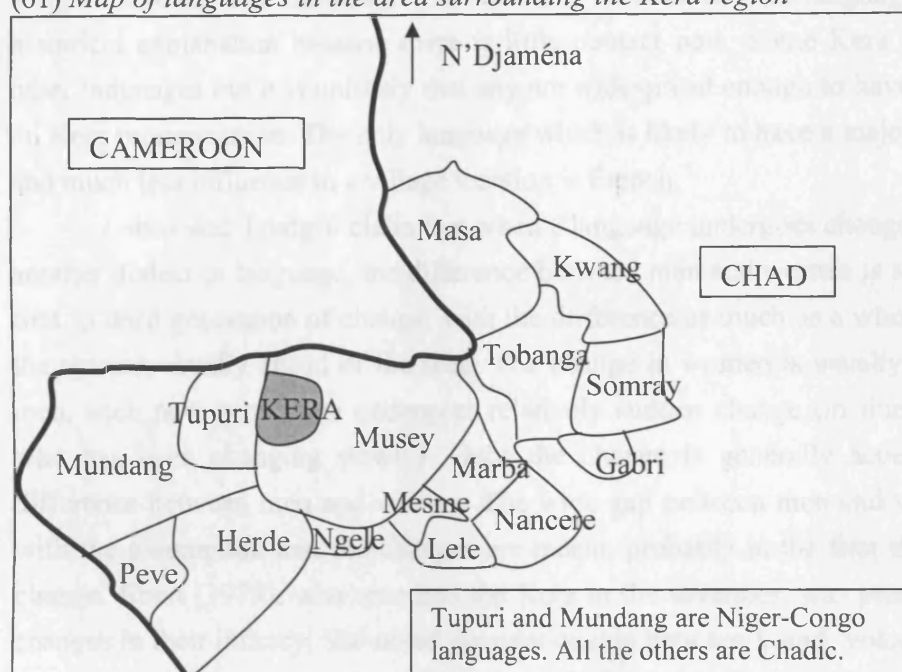 (61) Map of languages in the area surrounding the Kera region
N'Djaména
CAMEROON
Masa
Kwang
CHAD
Tobanga
Somray
Tupuri
KERA
Musey
Mundang
Marba
Gabri
Mesme
Nancere
Herde
Ngele
Lele
Peve
Tupuri and Mundang are Niger-Congo
languages. All the others are Chadic.